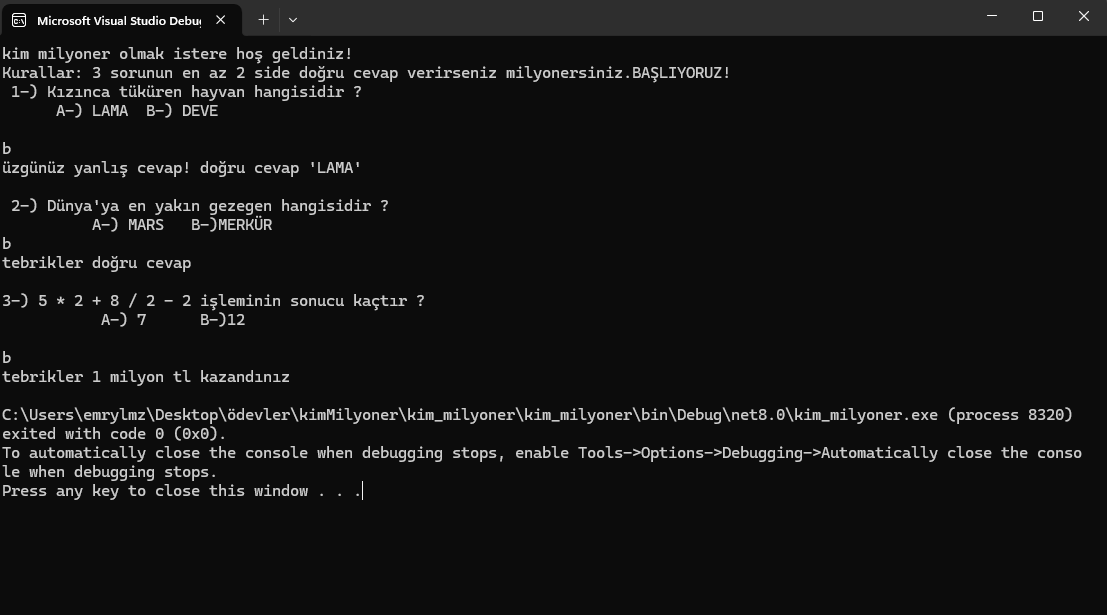 Microsoft Visual Studio Debug
kim milyoner olmak istere hoş geldiniz!
Kurallar: 3 sorunun en az 2 side doğru cevap verirseniz milyonersiniz.BAŞLIYORUZ!
1-) Kızınca tüküren hayvan hangisidir ?
A-) LAMA  B-) DEVE
b
üzgünüz yanlış cevap! doğru cevap 'LAMA'
2-) Dünya'ya en yakın gezegen hangisidir ?
A-) MARS   B-)MERKÜR
b
tebrikler doğru cevap
3-) 5 * 2 + 8 / 2 - 2 işleminin sonucu kaçtır ?
A-) 7      B-)12
b
tebrikler 1 milyon tl kazandınız
C:\Users\emrylmz\Desktop\ödevler\kimMilyoner\kim_milyoner\kim_milyoner\bin\Debug\net8.0\kim_milyoner.exe (process 8320)
exited with code 0 (0x0).
To automatically close the console when debugging stops, enable Tools->Options->Debugging->Automatically close the conso
le when debugging stops.
Press any key to close this window . . .